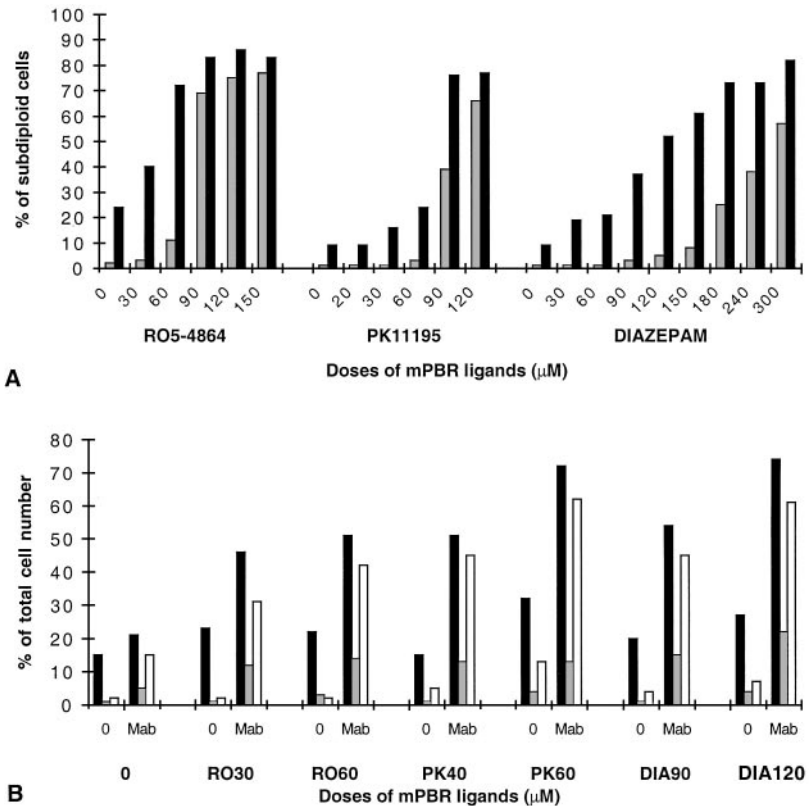 % of subdiploid cells
100
90
80
70
60
50
40
30
20
10
0
0 30 60 90 120 150
0 20 30 60 90 120
0 30 60 90 120 150 180 240 300
RO5-4864 PK11195 DIAZEPAM
Doses of mPBR ligands (μM)
A
% of total cell number
80
70
60
50
40
30
20
10
0
0 Mab 0 Mab 0 Mab 0 Mab 0 Mab 0 Mab 0 Mab
0 RO30 RO60 PK40 PK60 DIA90 DIA120
Doses of mPBR ligands (μM)
B